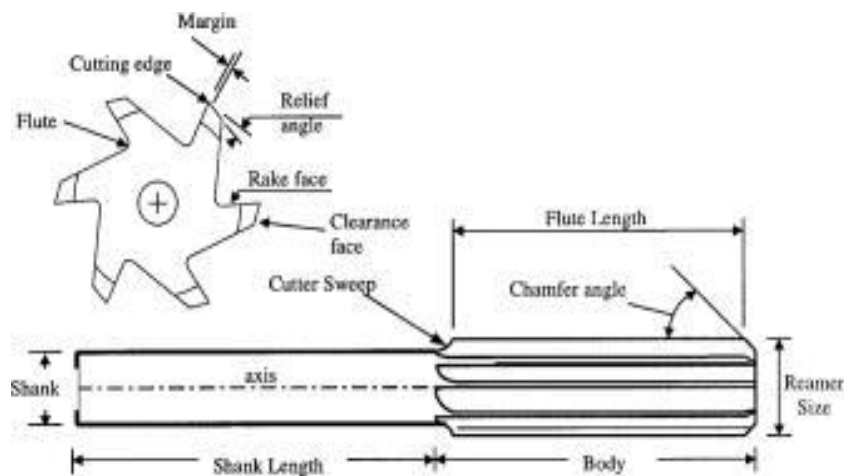 Margin
Cutting edge
Relief
angle
Flute
Rake face
Clearance
face
Flute Length
Cutter Sweep
Chamfer angle
Shank
axis
Reamer
Size
Shank Length
Body